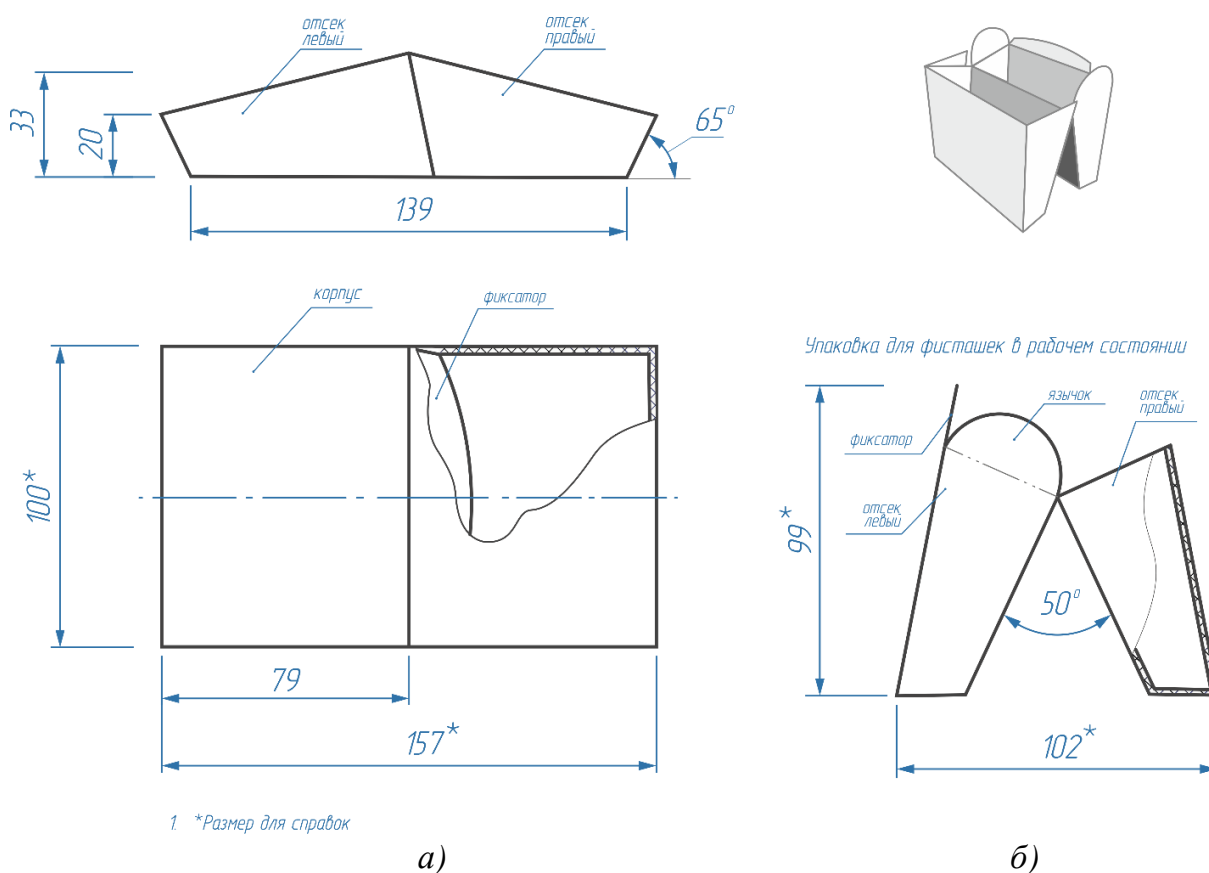 отсек
левый
отсек
правый
33
20
65°
139
корпус
фиксатор
100*
79
157*
1. *Размер для справок
а)
Упаковка для фисташек в рабочем состоянии
язычок
отсек
правый
фиксатор
отсек
левый
99*
50°
102*
б)